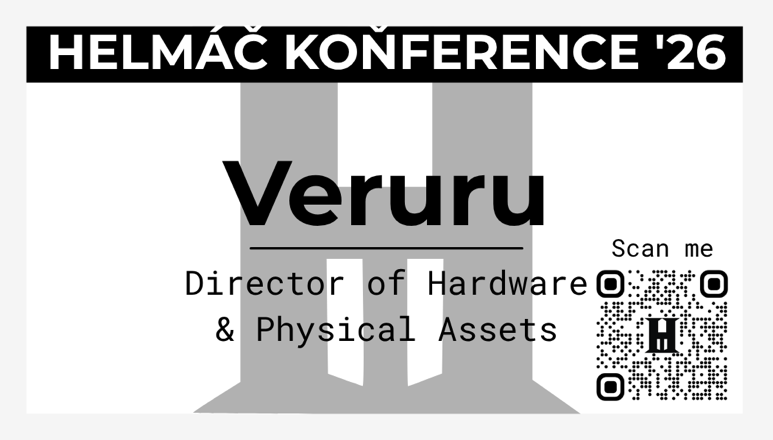 HELMÁČ KOŇFERENCE '26
Veruru
Director of Hardware
& Physical Assets
Scan me